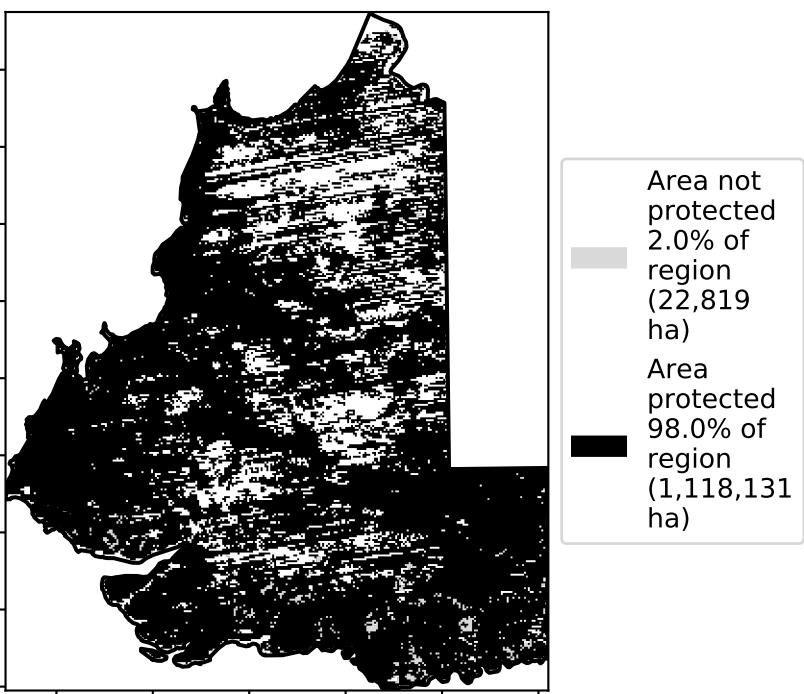 Area not
protected
2.0% of
region
(22,819
ha)
Area
protected
98.0% of
region
(1,118,131
ha)